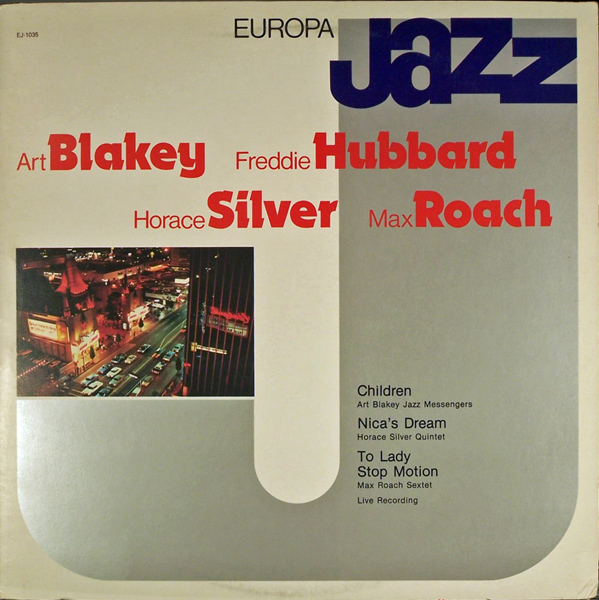 EJ-1035
EUROPA
Jazz
Art Blakey Freddie Hubbard
Horace Silver Max Roach
Children
Art Blakey Jazz Messengers
Nica's Dream
Horace Silver Quintet
To Lady
Stop Motion
Max Roach Sextet
Live Recording